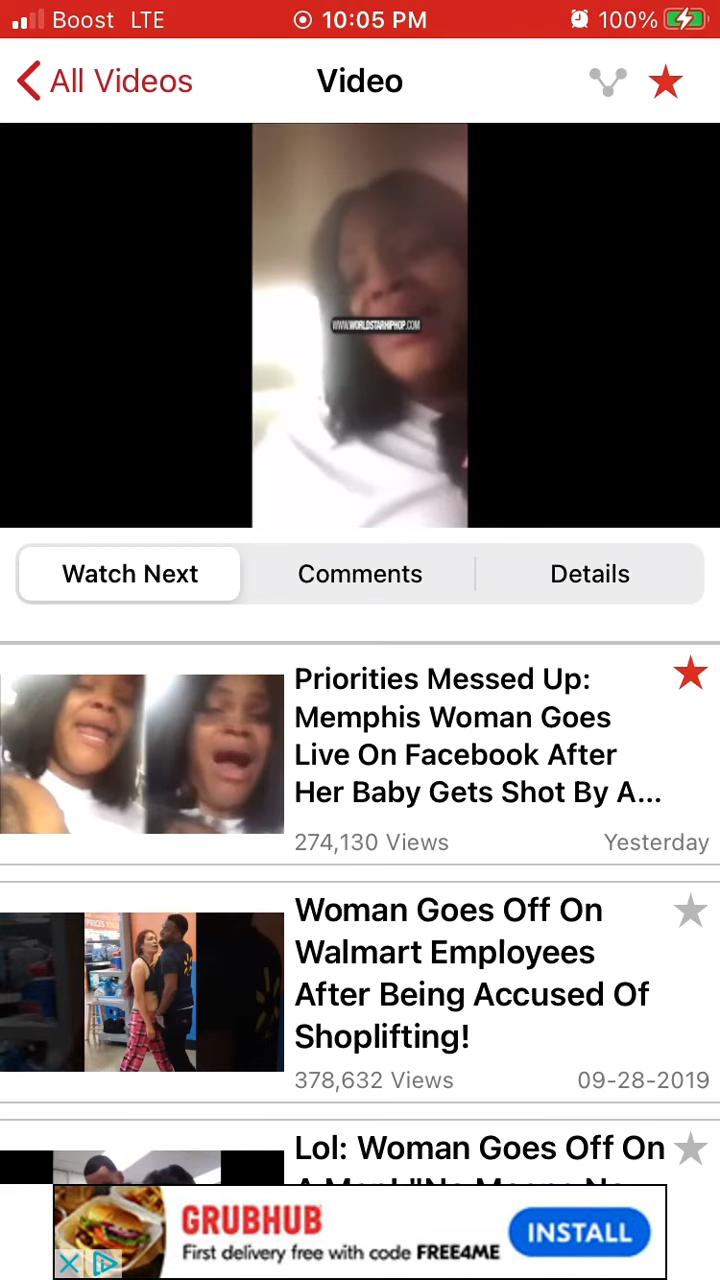 Boost LTE 10:05 PM 100%
All Videos Video
WWW.WORLDSTARHIPHOP.COM
Watch Next Comments Details
Priorities Messed Up:
Memphis Woman Goes
Live On Facebook After
Her Baby Gets Shot By A...
274,130 Views Yesterday
Woman Goes Off On
Walmart Employees
After Being Accused Of
Shoplifting!
378,632 Views 09-28-2019
Lol: Woman Goes Off On
GRUBHUB
First delivery free with code FREE4ME
INSTALL